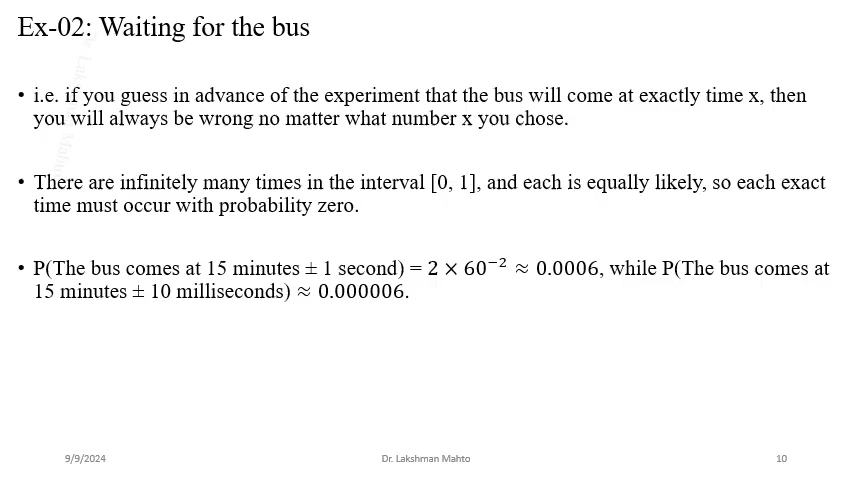 Ex-02: Waiting for the bus
• i.e. if you guess in advance of the experiment that the bus will come at exactly time x, then
you will always be wrong no matter what number x you chose.
• There are infinitely many times in the interval [0, 1], and each is equally likely, so each exact
time must occur with probability zero.
• P(The bus comes at 15 minutes ± 1 second) = 2 × 60⁻² ≈ 0.0006, while P(The bus comes at
15 minutes ± 10 milliseconds) ≈ 0.000006.
9/9/2024
Dr. Lakshman Mahto
10